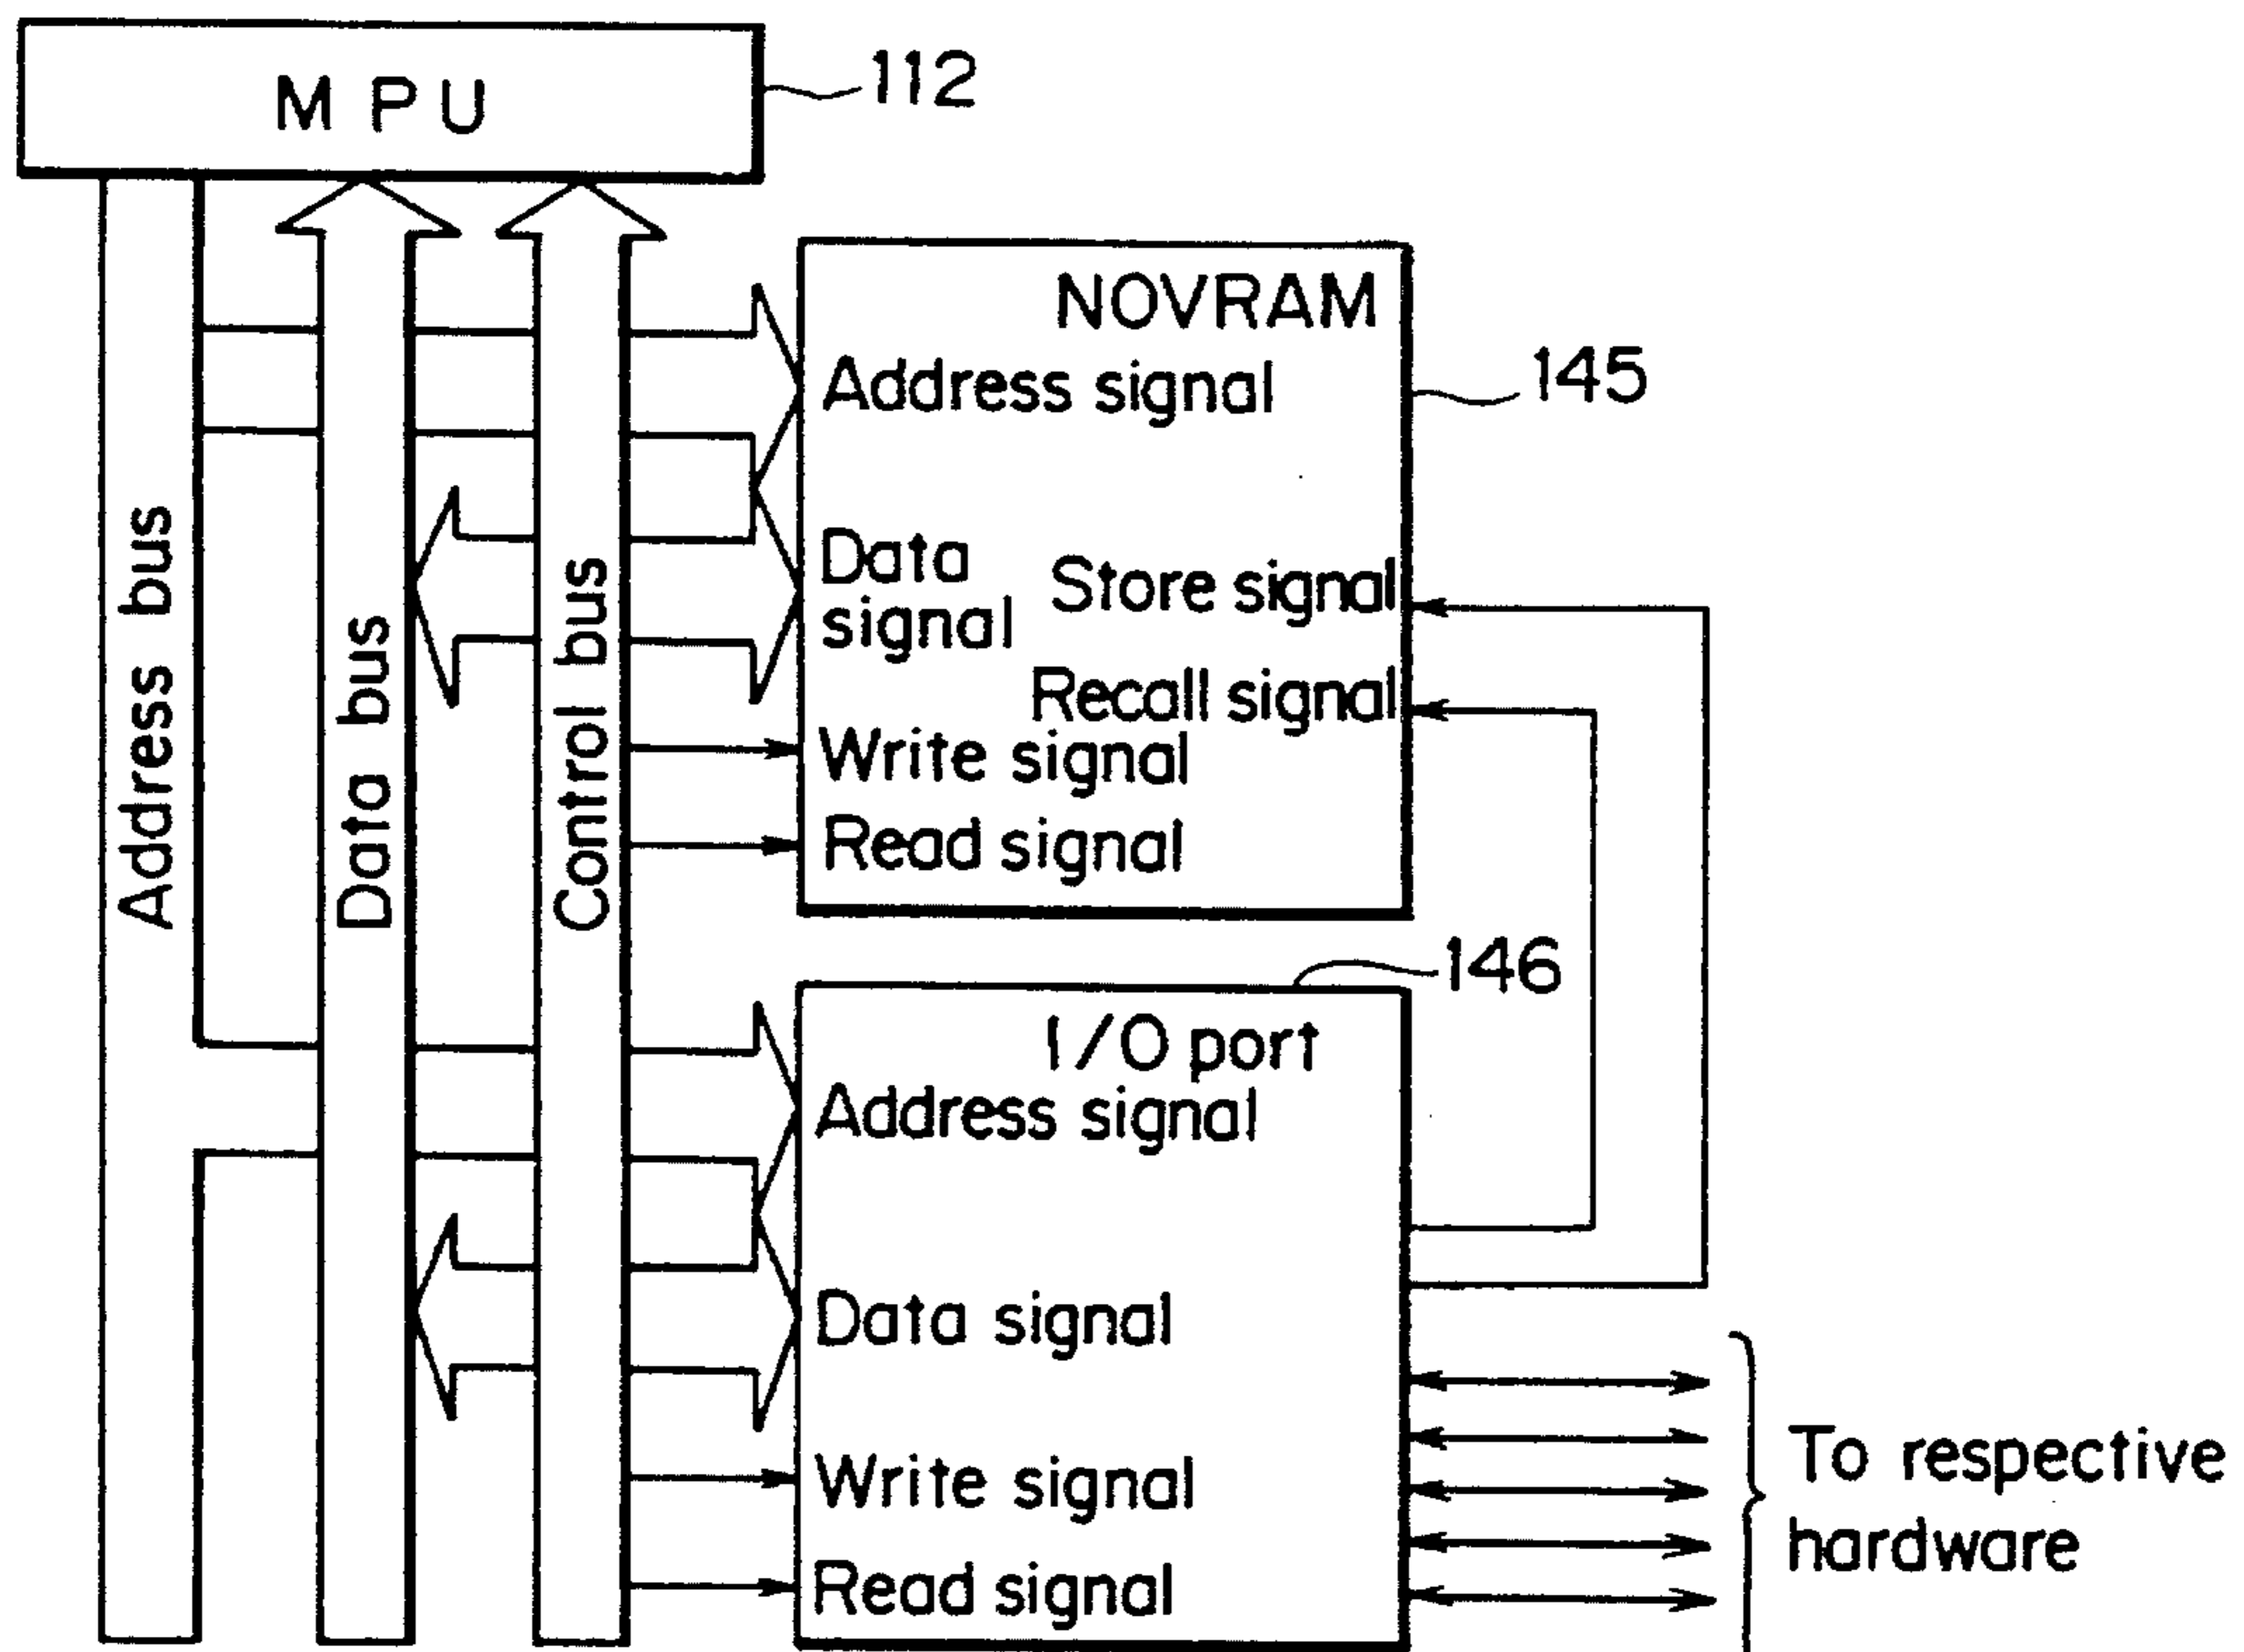 MPU
112
NOVRAM
Address signal
145
Data
signal
Store signal
Recall signal
Write signal
Read signal
Address bus
Data bus
Control bus
146
I/O port
Address signal
Data signal
Write signal
Read signal
To respective
hardware